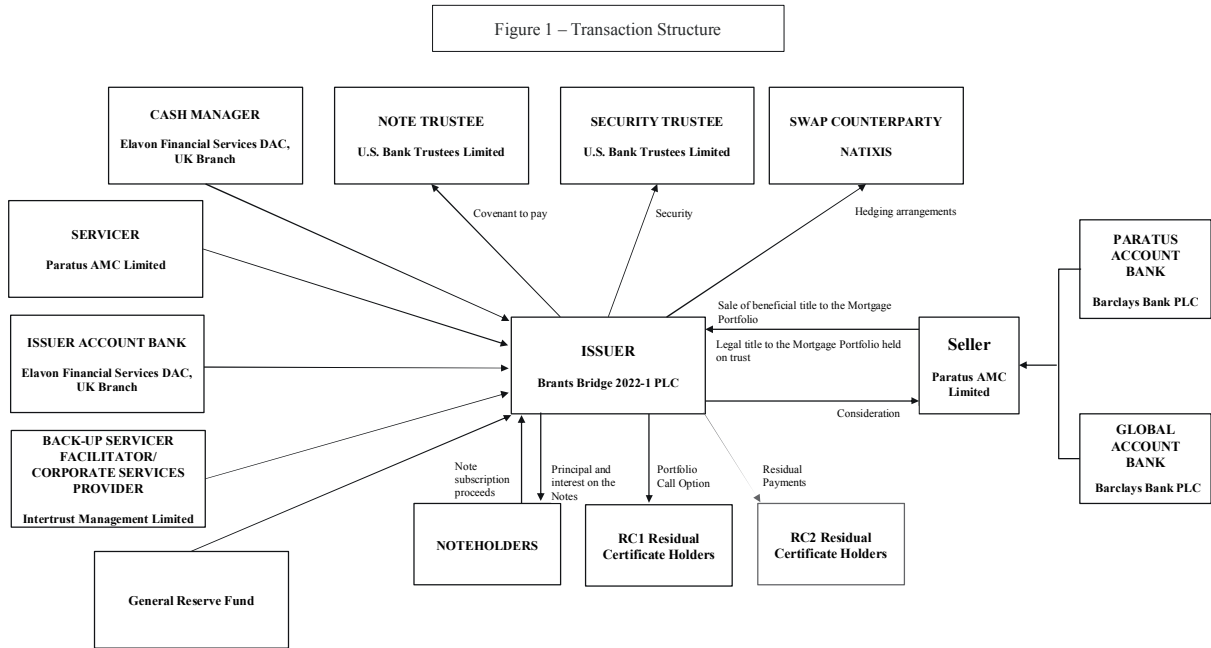 Figure 1 – Transaction Structure
CASH MANAGER
Elavon Financial Services DAC,
UK Branch
NOTE TRUSTEE
U.S. Bank Trustees Limited
SECURITY TRUSTEE
U.S. Bank Trustees Limited
SWAP COUNTERPARTY
NATIXIS
Covenant to pay
Security
Hedging arrangements
SERVICER
Paratus AMC Limited
PARATUS
ACCOUNT
BANK
Barclays Bank PLC
ISSUER ACCOUNT BANK
Elavon Financial Services DAC,
UK Branch
ISSUER
Brants Bridge 2022-1 PLC
Sale of beneficial title to the Mortgage
Portfolio
Legal title to the Mortgage Portfolio held
on trust
Consideration
Seller
Paratus AMC
Limited
BACK-UP SERVICER
FACILITATOR/
CORPORATE SERVICES
PROVIDER
Intertrust Management Limited
GLOBAL
ACCOUNT
BANK
Barclays Bank PLC
Note
subscription
proceeds
Principal and
interest on the
Notes
Portfolio
Call Option
Residual
Payments
NOTEHOLDERS
RC1 Residual
Certificate Holders
RC2 Residual
Certificate Holders
General Reserve Fund